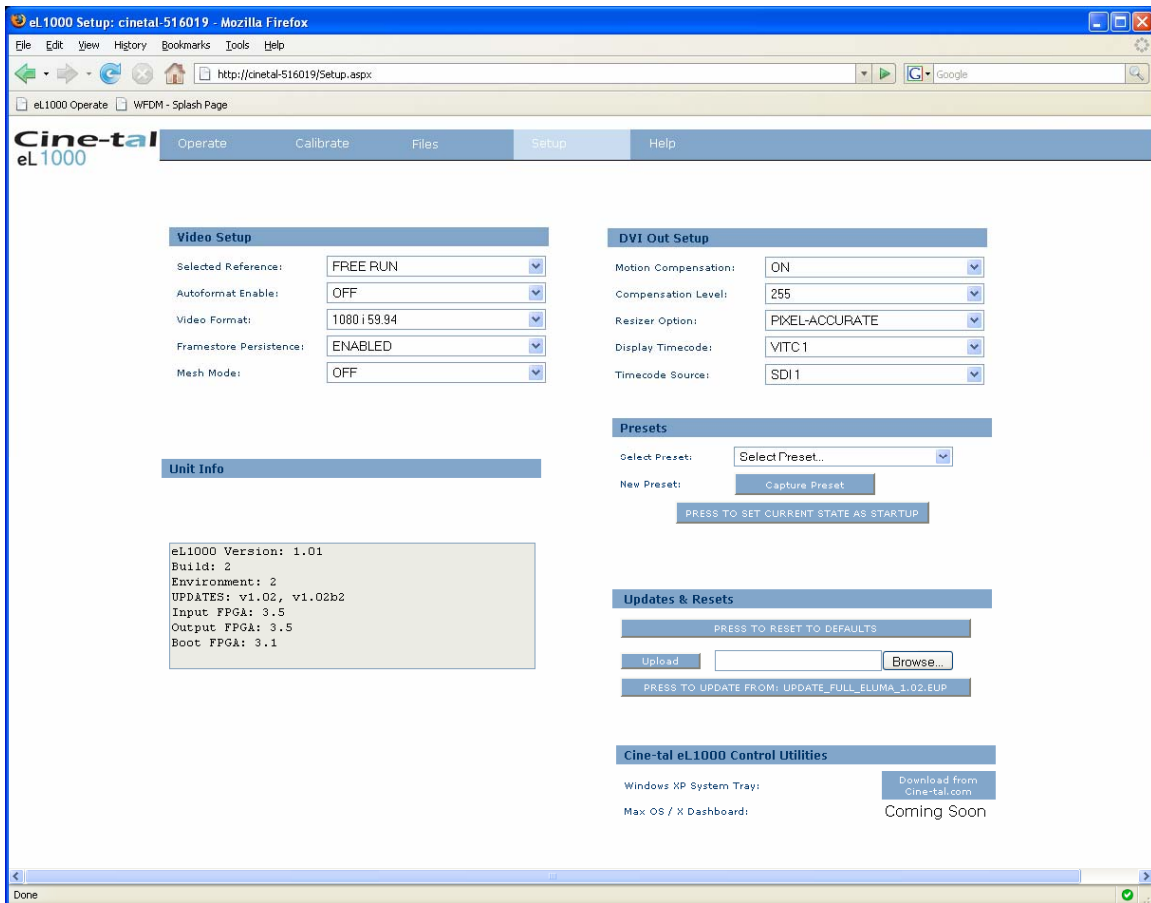 eL1000 Setup: cinetal-516019 - Mozilla Firefox
File Edit View History Bookmarks Tools Help
http://cinetal-516019/Setup.aspx
G Google
eL1000 Operate WFDM - Splash Page
Cine-tal
eL1000
Operate Calibrate Files Setup Help
Video Setup
Selected Reference: FREE RUN
Autoformat Enable: OFF
Video Format: 1080 i 59.94
Framestore Persistence: ENABLED
Mesh Mode: OFF
DVI Out Setup
Motion Compensation: ON
Compensation Level: 255
Resizer Option: PIXEL-ACCURATE
Display Timecode: VITC 1
Timecode Source: SDI 1
Presets
Select Preset: Select Preset...
New Preset: Capture Preset
PRESS TO SET CURRENT STATE AS STARTUP
Unit Info
eL1000 Version: 1.01
Build: 2
Environment: 2
UPDATES: v1.02, v1.02b2
Input FPGA: 3.5
Output FPGA: 3.5
Boot FPGA: 3.1
Updates & Resets
PRESS TO RESET TO DEFAULTS
Upload Browse...
PRESS TO UPDATE FROM: UPDATE_FULL_ELUMA_1.02.EUP
Cine-tal eL1000 Control Utilities
Windows XP System Tray: Download from
Cine-tal.com
Max OS / X Dashboard: Coming Soon
Done